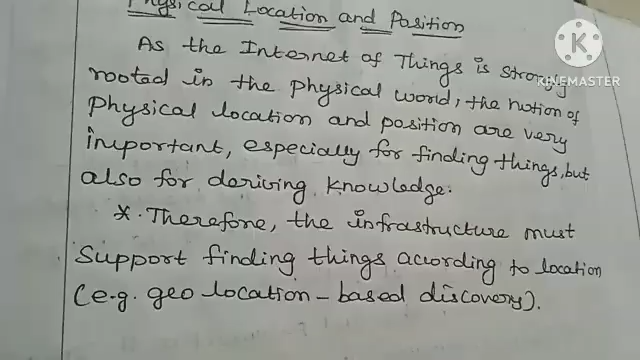 Physical Location and Position
As the Internet of Things is strongly
rooted in the physical world, the notion of
physical location and position are very
important, especially for finding things, but
also for deriving knowledge.
*. Therefore, the infrastructure must
Support finding things according to location
(e.g. geo location - based discovery).
KINEMASTER